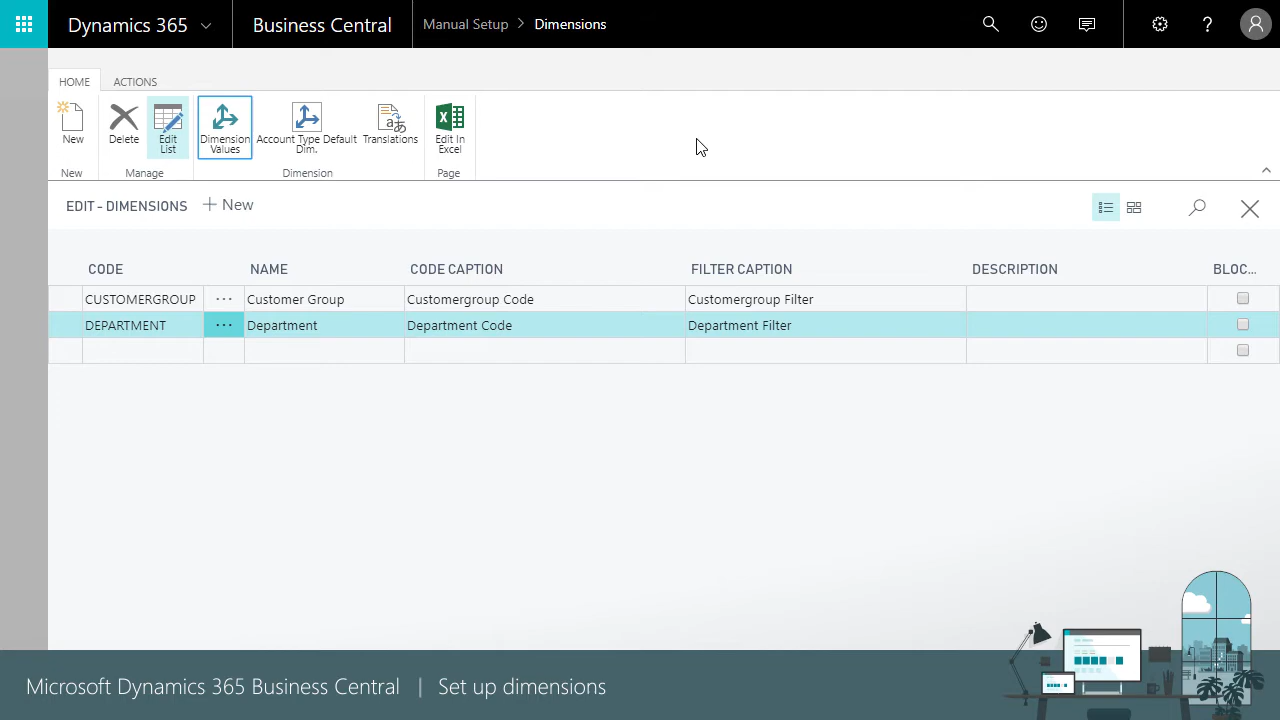 Dynamics 365
Business Central
Manual Setup > Dimensions
?
HOME
ACTIONS
New
Delete
Edit
List
Dimension
Values
Account Type Default
Dim.
Translations
Edit In
Excel
New
Manage
Dimension
Page
EDIT - DIMENSIONS
+ New
CODE
NAME
CODE CAPTION
FILTER CAPTION
DESCRIPTION
BLOC...
CUSTOMERGROUP ... Customer Group Customergroup Code Customergroup Filter
DEPARTMENT ... Department Department Code Department Filter
Microsoft Dynamics 365 Business Central | Set up dimensions